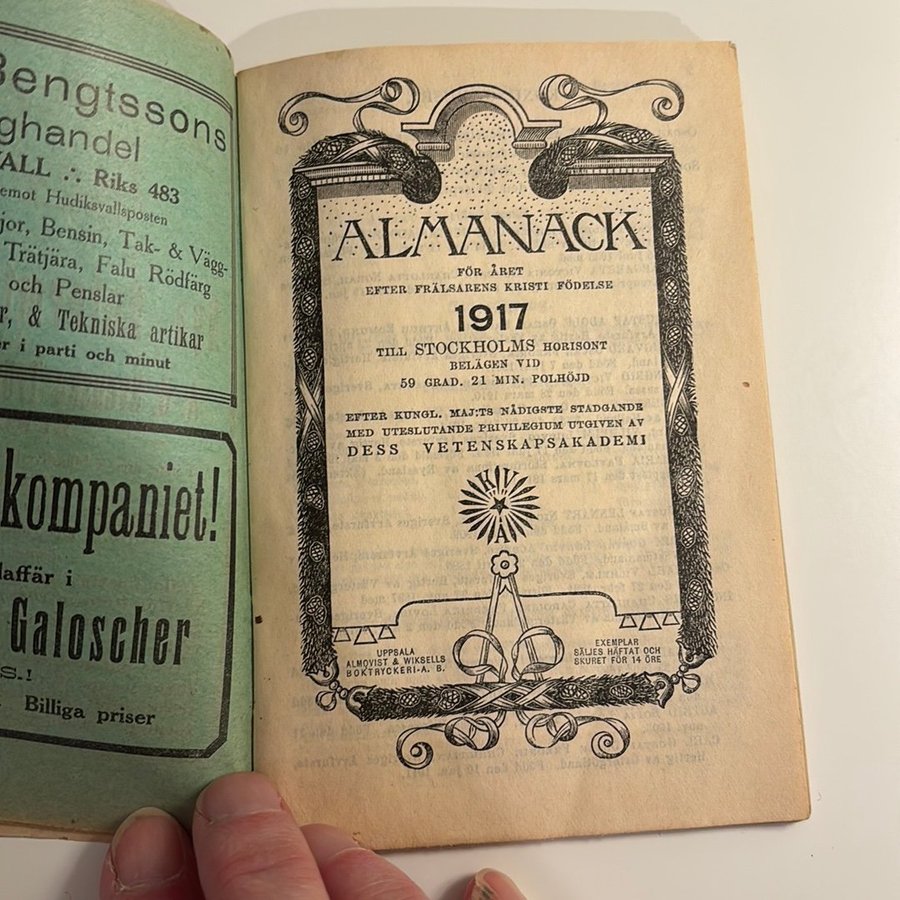 Bengtssons
ghandel
VALL ∴ Riks 483
emot Hudiksvallsposten
jor, Bensin, Tak- & Vägg-
Trätjära, Falu Rödfärg
och Penslar
r, & Tekniska artikar
r i parti och minut
kompaniet!
laffär i
Galoscher
S.!
Billiga priser
ALMANACK
FÖR ÅRET
EFTER FRÄLSARENS KRISTI FÖDELSE
1917
TILL STOCKHOLMS HORISONT
BELÄGEN VID
59 GRAD. 21 MIN. POLHÖJD
EFTER KUNGL. MAJ:TS NÅDIGSTE STADGANDE
MED UTESLUTANDE PRIVILEGIUM UTGIVEN AV
DESS VETENSKAPSAKADEMI
KVA
UPPSALA
ALMQVIST & WIKSELLS
BOKTRYCKERI-A. B.
EXEMPLAR
SÄLJES HÄFTAT OCH
SKURET FÖR 14 ÖRE